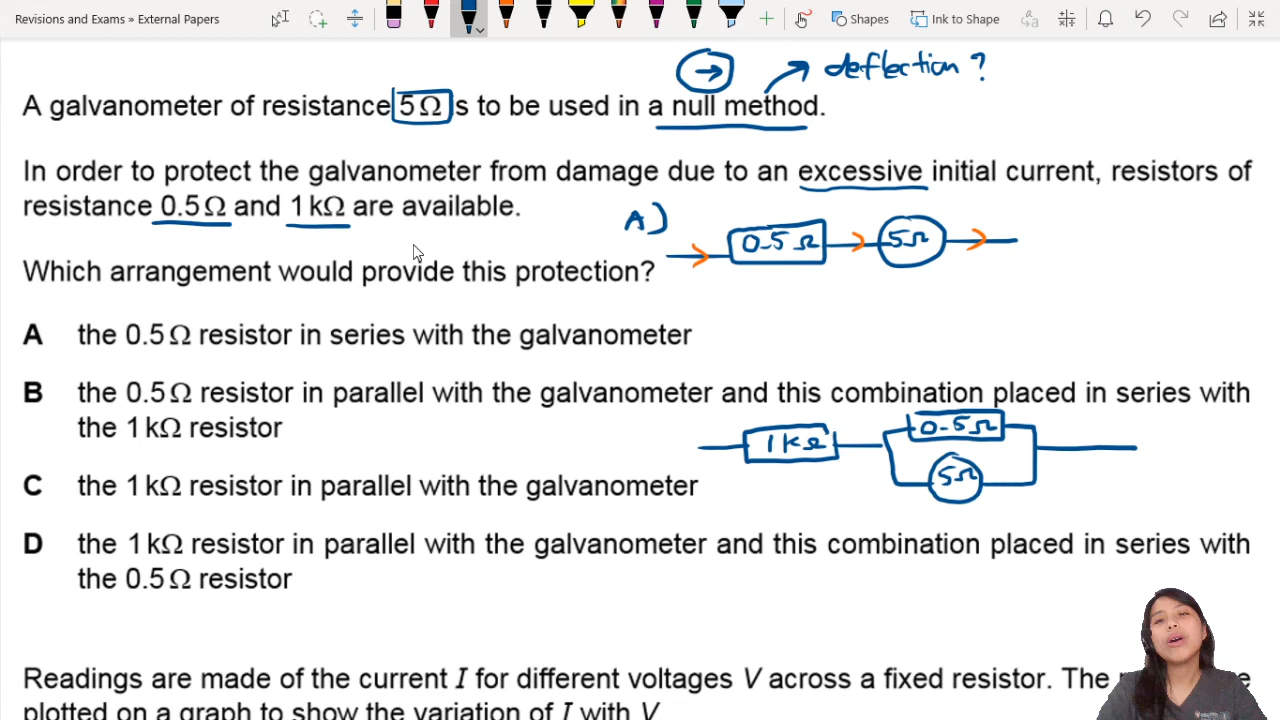 Revisions and Exams » External Papers
Shapes
Ink to Shape
→ deflection ?
A galvanometer of resistance 5 Ω s to be used in a null method.
In order to protect the galvanometer from damage due to an excessive initial current, resistors of
resistance 0.5 Ω and 1 kΩ are available.
A) 0.5 Ω 5Ω
Which arrangement would provide this protection?
A the 0.5 Ω resistor in series with the galvanometer
B the 0.5 Ω resistor in parallel with the galvanometer and this combination placed in series with
the 1 kΩ resistor
1kΩ 0.5Ω
5Ω
C the 1 kΩ resistor in parallel with the galvanometer
D the 1 kΩ resistor in parallel with the galvanometer and this combination placed in series with
the 0.5 Ω resistor
Readings are made of the current I for different voltages V across a fixed resistor. The
plotted on a graph to show the variation of I with V.